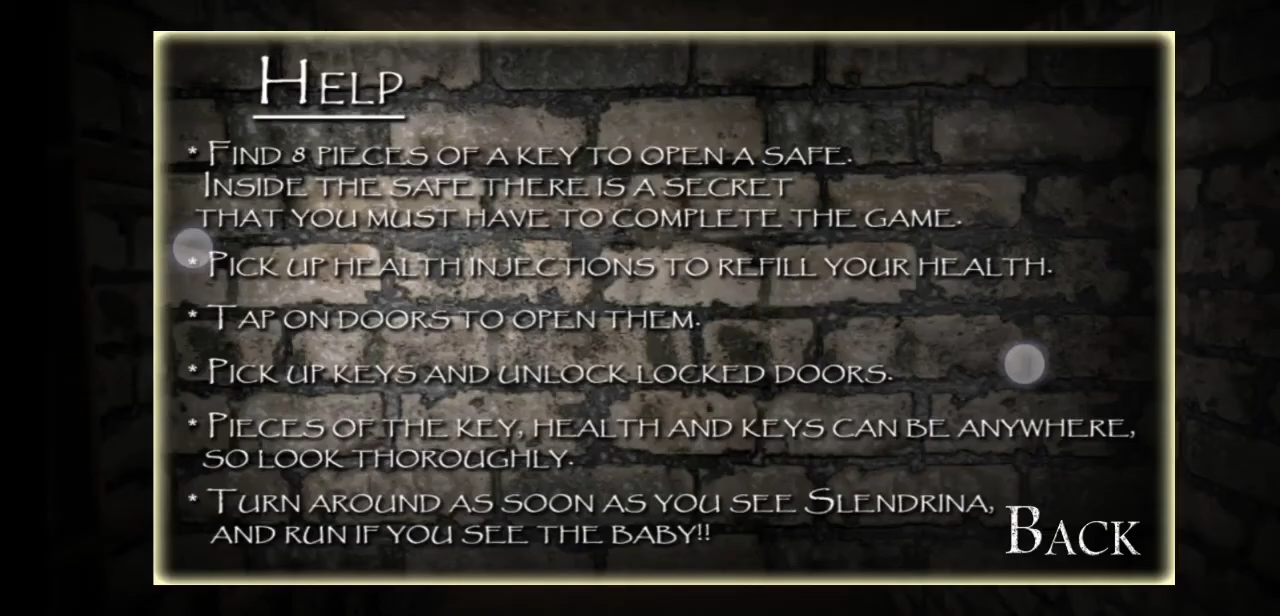 Help
* Find 8 pieces of a key to open a safe.
Inside the safe there is a secret
that you must have to complete the game.
* Pick up health injections to refill your health.
* Tap on doors to open them.
* Pick up keys and unlock locked doors.
* Pieces of the key, health and keys can be anywhere,
so look thoroughly.
* Turn around as soon as you see Slendrina,
and run if you see the baby!!
Back